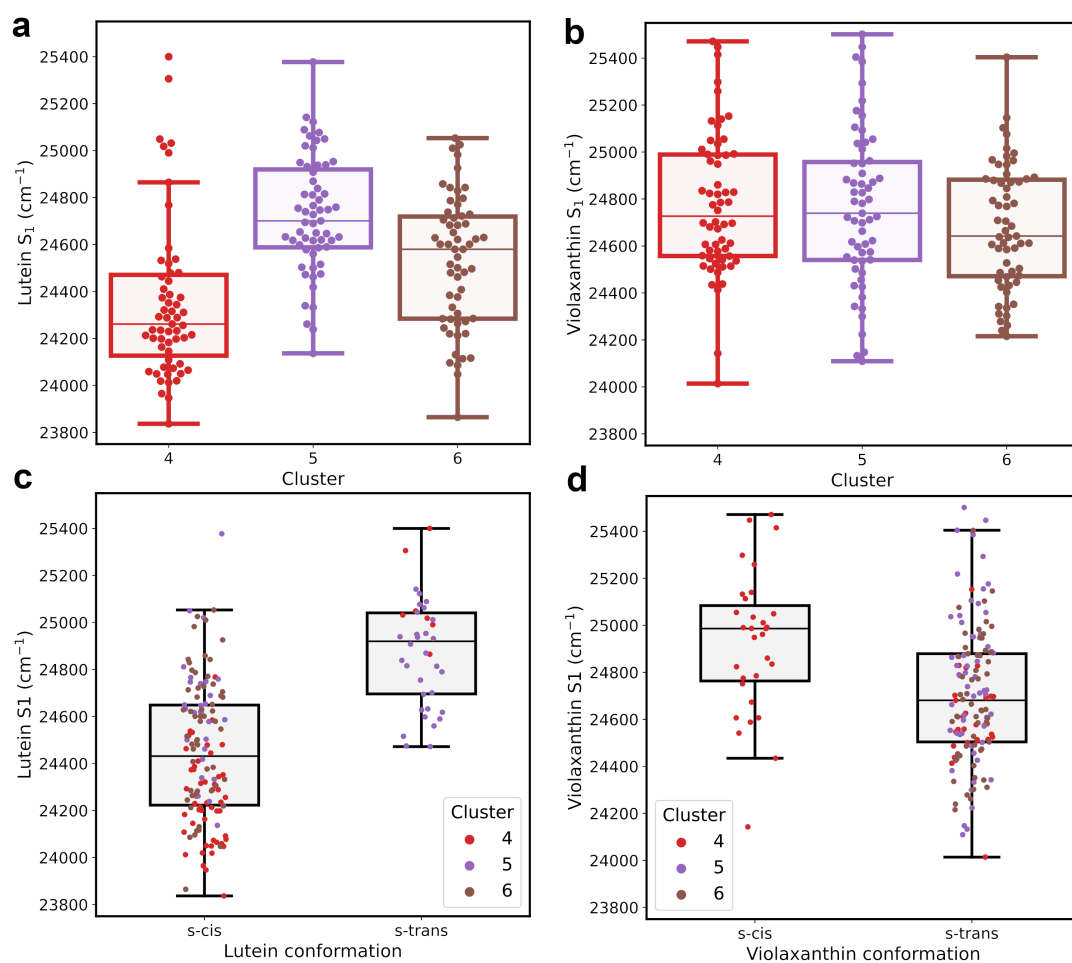 a
25400
25200
25000
24800
24600
24400
24200
24000
23800
Lutein S1 (cm−1)
4 5 6
Cluster
b
25400
25200
25000
24800
24600
24400
24200
24000
23800
Violaxanthin S1 (cm−1)
4 5 6
Cluster
c
25400
25200
25000
24800
24600
24400
24200
24000
23800
Lutein S1 (cm−1)
Cluster
4
5
6
s-cis s-trans
Lutein conformation
d
25400
25200
25000
24800
24600
24400
24200
24000
23800
Violaxanthin S1 (cm−1)
Cluster
4
5
6
s-cis s-trans
Violaxanthin conformation